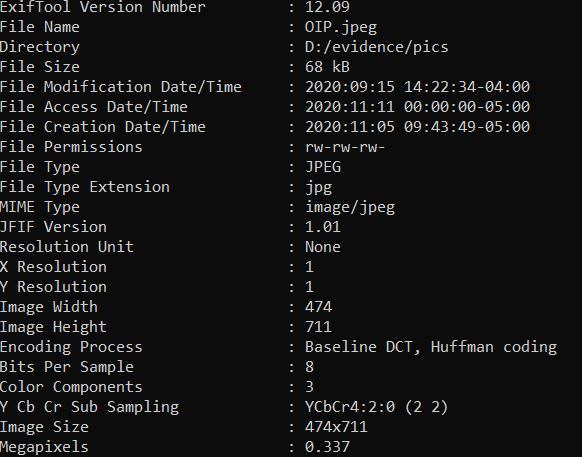 ExifTool Version Number : 12.09
File Name : OIP.jpeg
Directory : D:/evidence/pics
File Size : 68 kB
File Modification Date/Time : 2020:09:15 14:22:34-04:00
File Access Date/Time : 2020:11:11 00:00:00-05:00
File Creation Date/Time : 2020:11:05 09:43:49-05:00
File Permissions : rw-rw-rw-
File Type : JPEG
File Type Extension : jpg
MIME Type : image/jpeg
JFIF Version : 1.01
Resolution Unit : None
X Resolution : 1
Y Resolution : 1
Image Width : 474
Image Height : 711
Encoding Process : Baseline DCT, Huffman coding
Bits Per Sample : 8
Color Components : 3
Y Cb Cr Sub Sampling : YCbCr4:2:0 (2 2)
Image Size : 474x711
Megapixels : 0.337